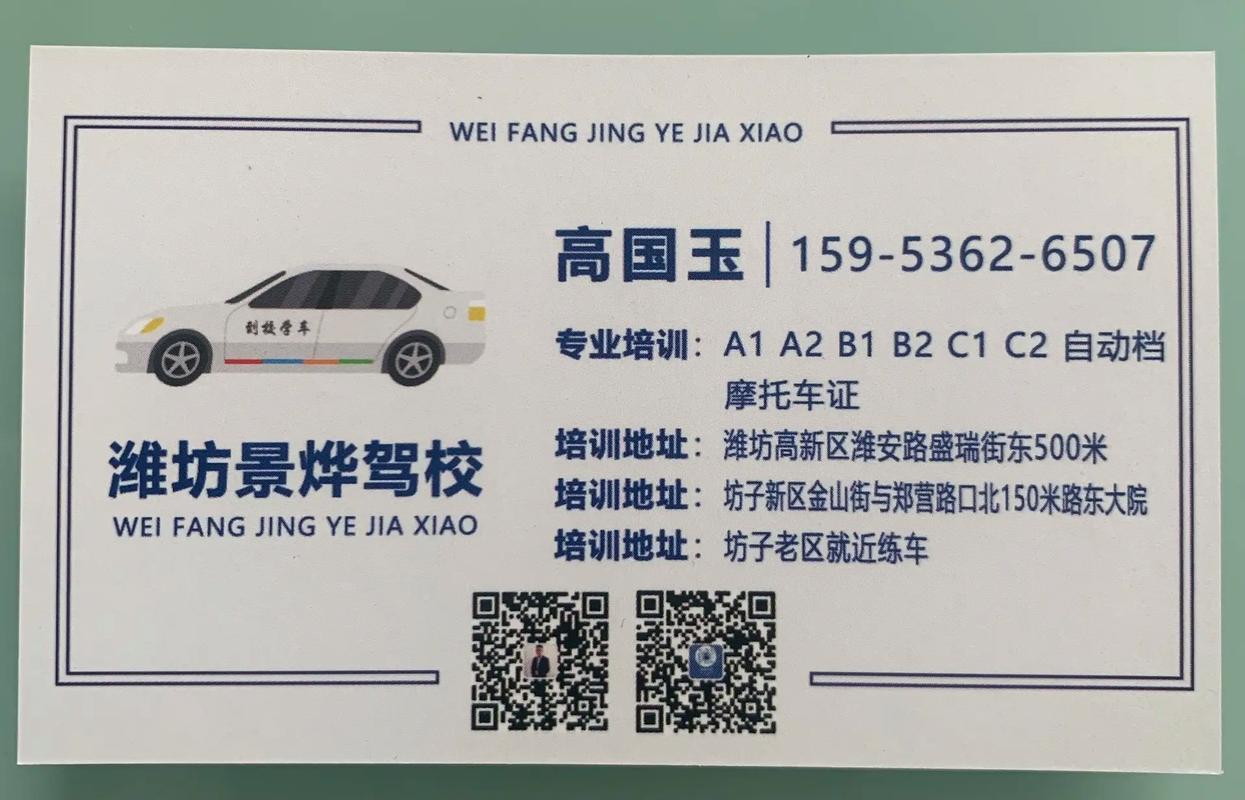 WEI FANG JING YE JIA XIAO
高国玉 159-5362-6507
专业培训：A1 A2 B1 B2 C1 C2 自动档
摩托车证
培训地址：潍坊高新区潍安路盛瑞街东500米
培训地址：坊子新区金山街与郑营路口北150米路东大院
培训地址：坊子老区就近练车
到校学车
潍坊景烨驾校
WEI FANG JING YE JIA XIAO